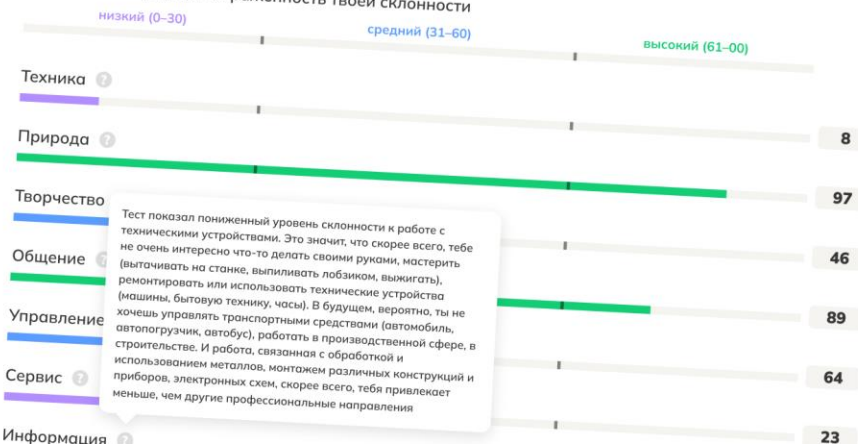 твоей склонности
низкий (0–30)
средний (31–60)
высокий (61–00)
Техника ?
8
Природа ?
97
Творчество
46
Общение ?
89
Управление
64
Сервис ?
23
Информация ?
Тест показал пониженный уровень склонности к работе с
техническими устройствами. Это значит, что скорее всего, тебе
не очень интересно что-то делать своими руками, мастерить
(вытачивать на станке, выпиливать лобзиком, выжигать),
ремонтировать или использовать технические устройства
(машины, бытовую технику, часы). В будущем, вероятно, ты не
хочешь управлять транспортными средствами (автомобиль,
автопогрузчик, автобус), работать в производственной сфере, в
строительстве. И работа, связанная с обработкой и
использованием металлов, монтажем различных конструкций и
приборов, электронных схем, скорее всего, тебя привлекает
меньше, чем другие профессиональные направления